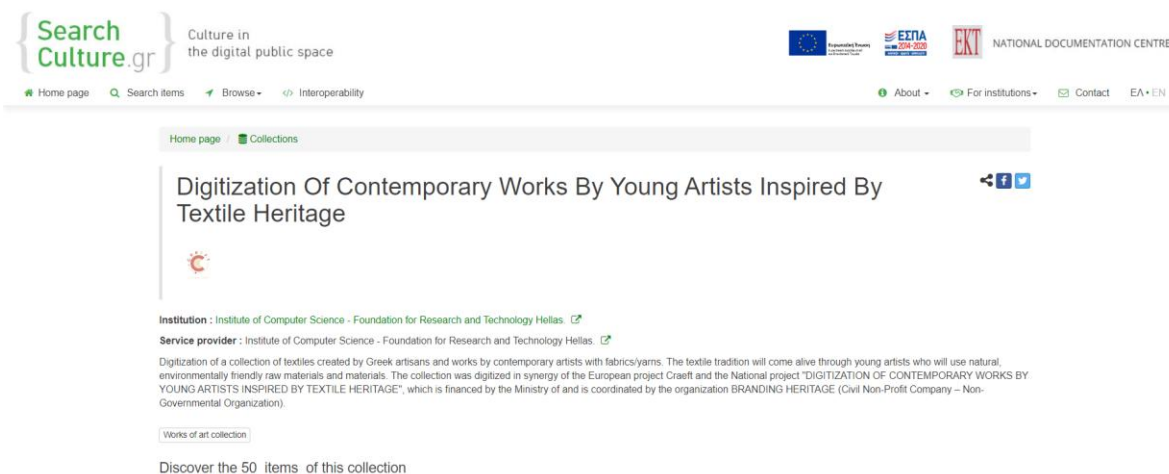 Search
Culture.gr
Culture in
the digital public space
Ευρωπαϊκή Ένωση
ΕΣΠΑ
2014-2020
EKT
NATIONAL DOCUMENTATION CENTRE
Home page Search items Browse Interoperability
About For institutions Contact ΕΛ • EN
Home page / Collections
Digitization Of Contemporary Works By Young Artists Inspired By
Textile Heritage
Institution : Institute of Computer Science - Foundation for Research and Technology Hellas.
Service provider : Institute of Computer Science - Foundation for Research and Technology Hellas.
Digitization of a collection of textiles created by Greek artisans and works by contemporary artists with fabrics/yarns. The textile tradition will come alive through young artists who will use natural,
environmentally friendly raw materials and materials. The collection was digitized in synergy of the European project Craeft and the National project "DIGITIZATION OF CONTEMPORARY WORKS BY
YOUNG ARTISTS INSPIRED BY TEXTILE HERITAGE", which is financed by the Ministry of and is coordinated by the organization BRANDING HERITAGE (Civil Non-Profit Company – Non-
Governmental Organization).
Works of art collection
Discover the 50 items of this collection